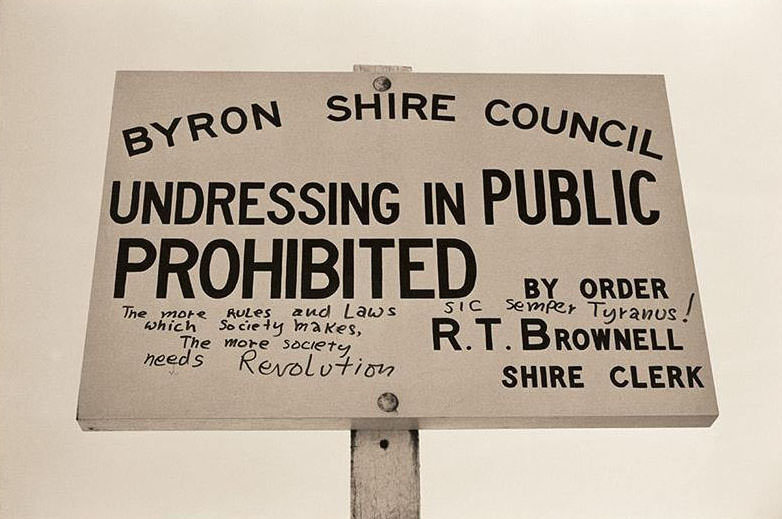 BYRON SHIRE COUNCIL
UNDRESSING IN PUBLIC
PROHIBITED
BY ORDER
The more Rules and Laws
which Society makes,
The more society
needs Revolution
SIC Semper Tyranus!
R.T. BROWNELL
SHIRE CLERK